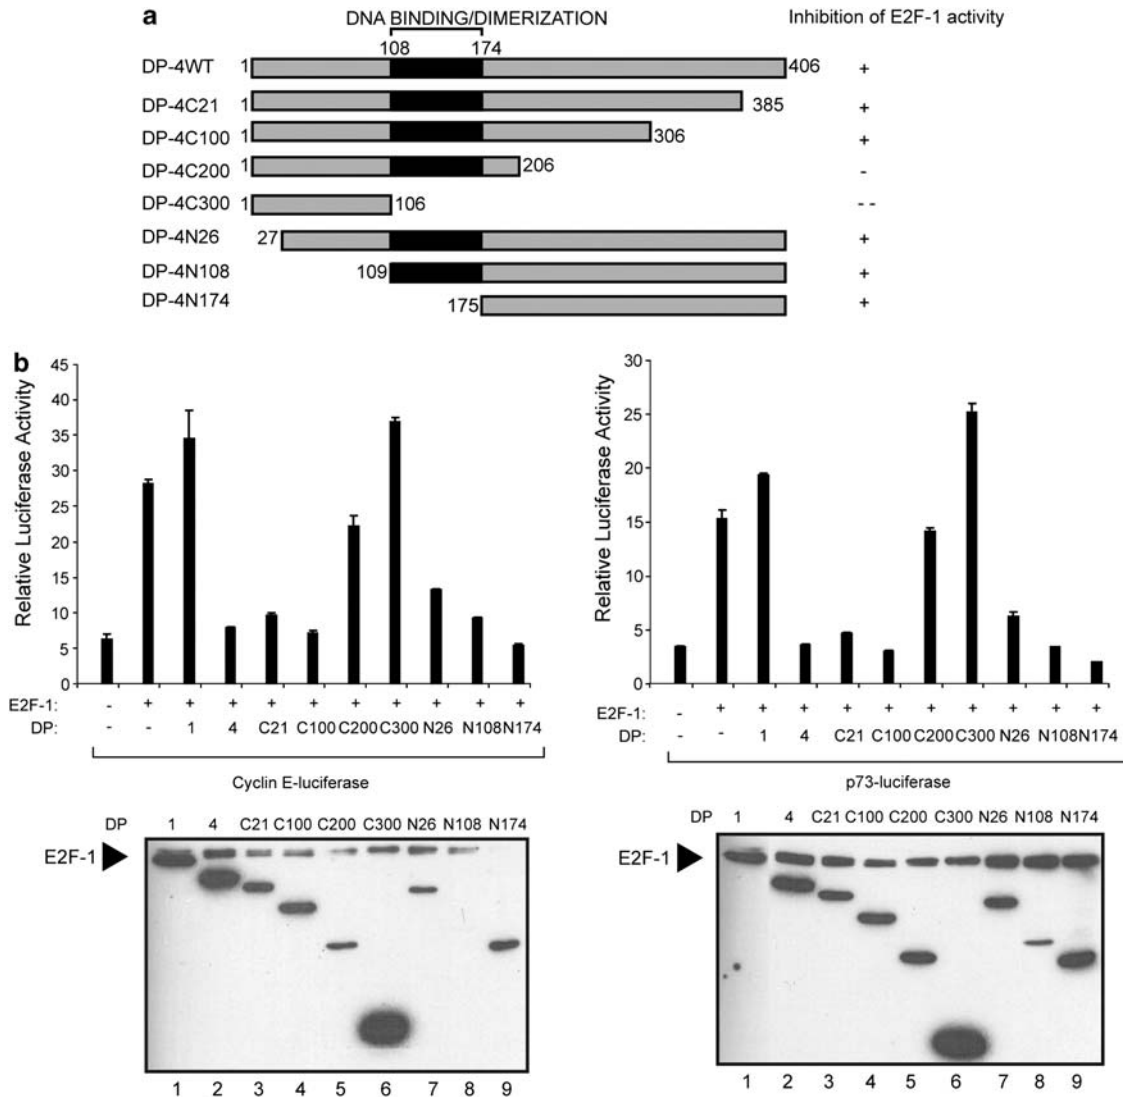 a
DNA BINDING/DIMERIZATION
Inhibition of E2F-1 activity
108 174
DP-4WT 1 406 +
DP-4C21 1 385 +
DP-4C100 1 306 +
DP-4C200 1 206 -
DP-4C300 1 106 - -
DP-4N26 27 +
DP-4N108 109 +
DP-4N174 175 +
b
Relative Luciferase Activity
45
40
35
30
25
20
15
10
5
0
E2F-1: - + + + + + + + + + +
DP: - - 1 4 C21 C100 C200 C300 N26 N108 N174
Cyclin E-luciferase
Relative Luciferase Activity
30
25
20
15
10
5
0
E2F-1: - + + + + + + + + + +
DP: - - 1 4 C21 C100 C200 C300 N26 N108 N174
p73-luciferase
DP 1 4 C21 C100 C200 C300 N26 N108 N174
E2F-1
1 2 3 4 5 6 7 8 9
DP 1 4 C21 C100 C200 C300 N26 N108 N174
E2F-1
1 2 3 4 5 6 7 8 9